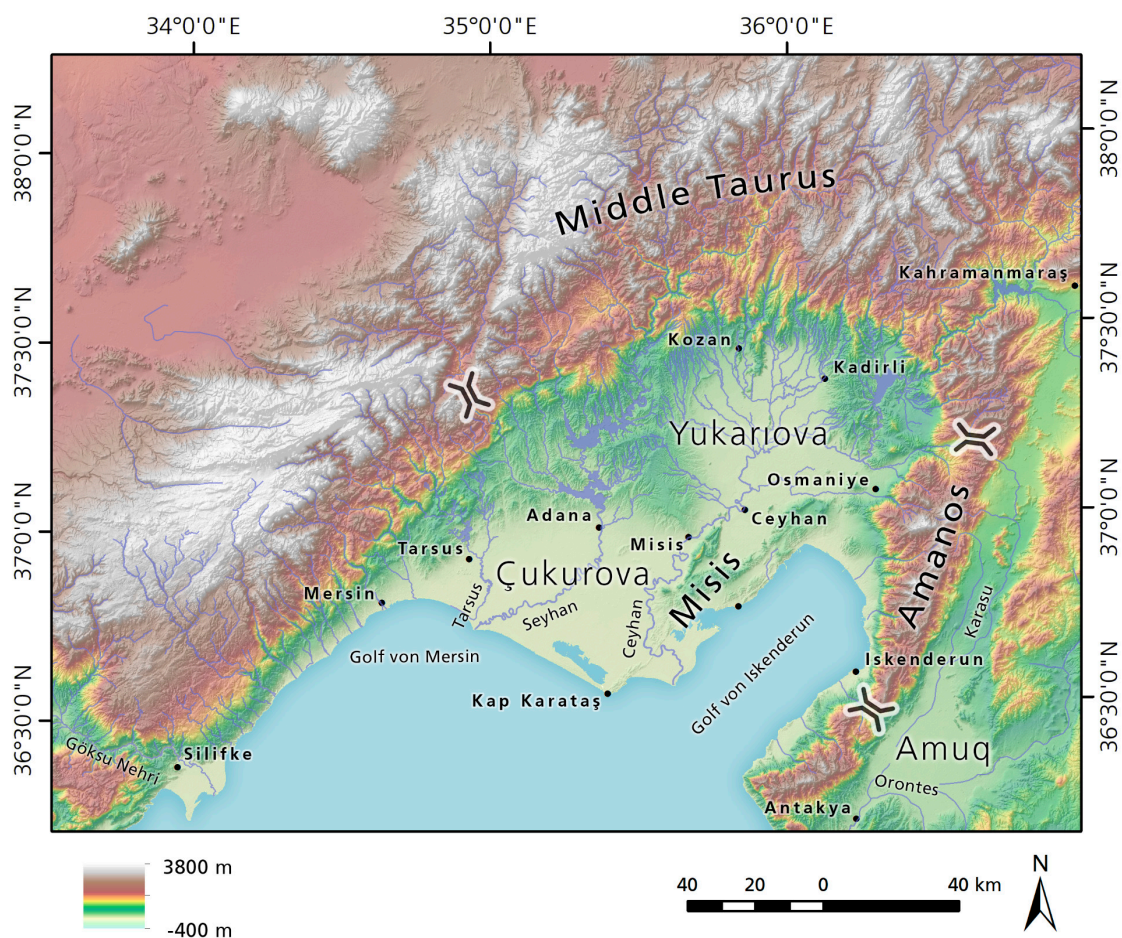 34°0'0"E
35°0'0"E
36°0'0"E
38°0'0"N
38°0'0"N
Middle Taurus
Kahramanmaraş
37°30'0"N
37°30'0"N
Kozan
Kadirli
Yukarıova
Osmaniye
37°0'0"N
37°0'0"N
Adana
Ceyhan
Misis
Tarsus
Çukurova
Misis
Amanos
Mersin
Tarsus
Seyhan
Ceyhan
Karasu
Golf von Mersin
Golf von Iskenderun
Iskenderun
Kap Karataş
36°30'0"N
36°30'0"N
Göksu Nehri
Silifke
Amuq
Orontes
Antakya
3800 m
-400 m
40 20 0 40 km
N